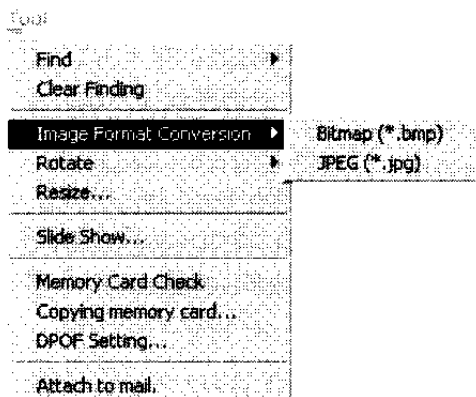 Tool
Find
Clear Finding
Image Format Conversion
Bitmap (*.bmp)
JPEG (*.jpg)
Rotate
Resize...
Slide Show...
Memory Card Check
Copying memory card...
DPOF Setting...
Attach to mail.